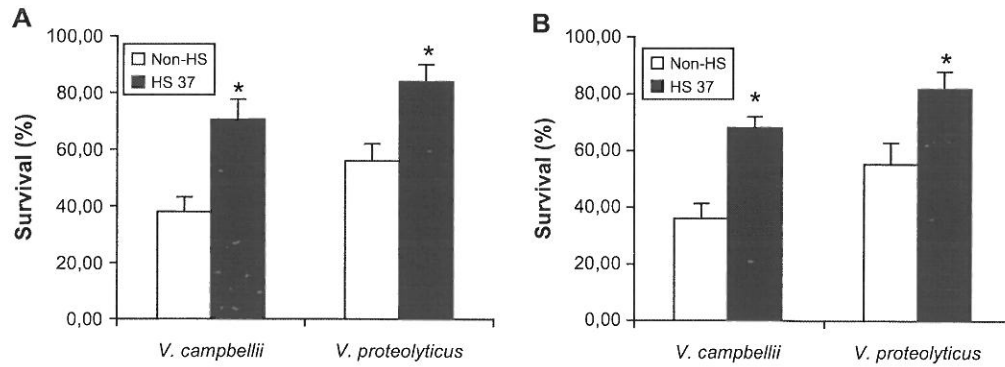 A
Survival (%)
100,00
80,00
60,00
40,00
20,00
0,00
Non-HS
HS 37
*
*
V. campbellii
V. proteolyticus
B
Survival (%)
100,00
80,00
60,00
40,00
20,00
0,00
Non-HS
HS 37
*
*
V. campbellii
V. proteolyticus